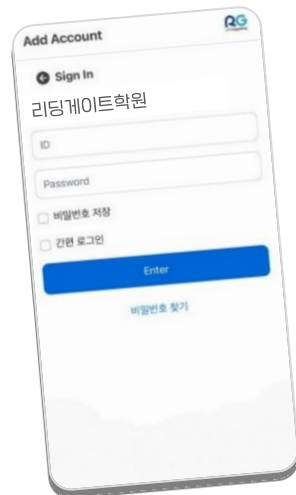 Add Account
RG
Sign In
리딩게이트학원
ID
Password
비밀번호 저장
간편 로그인
Enter
비밀번호 찾기